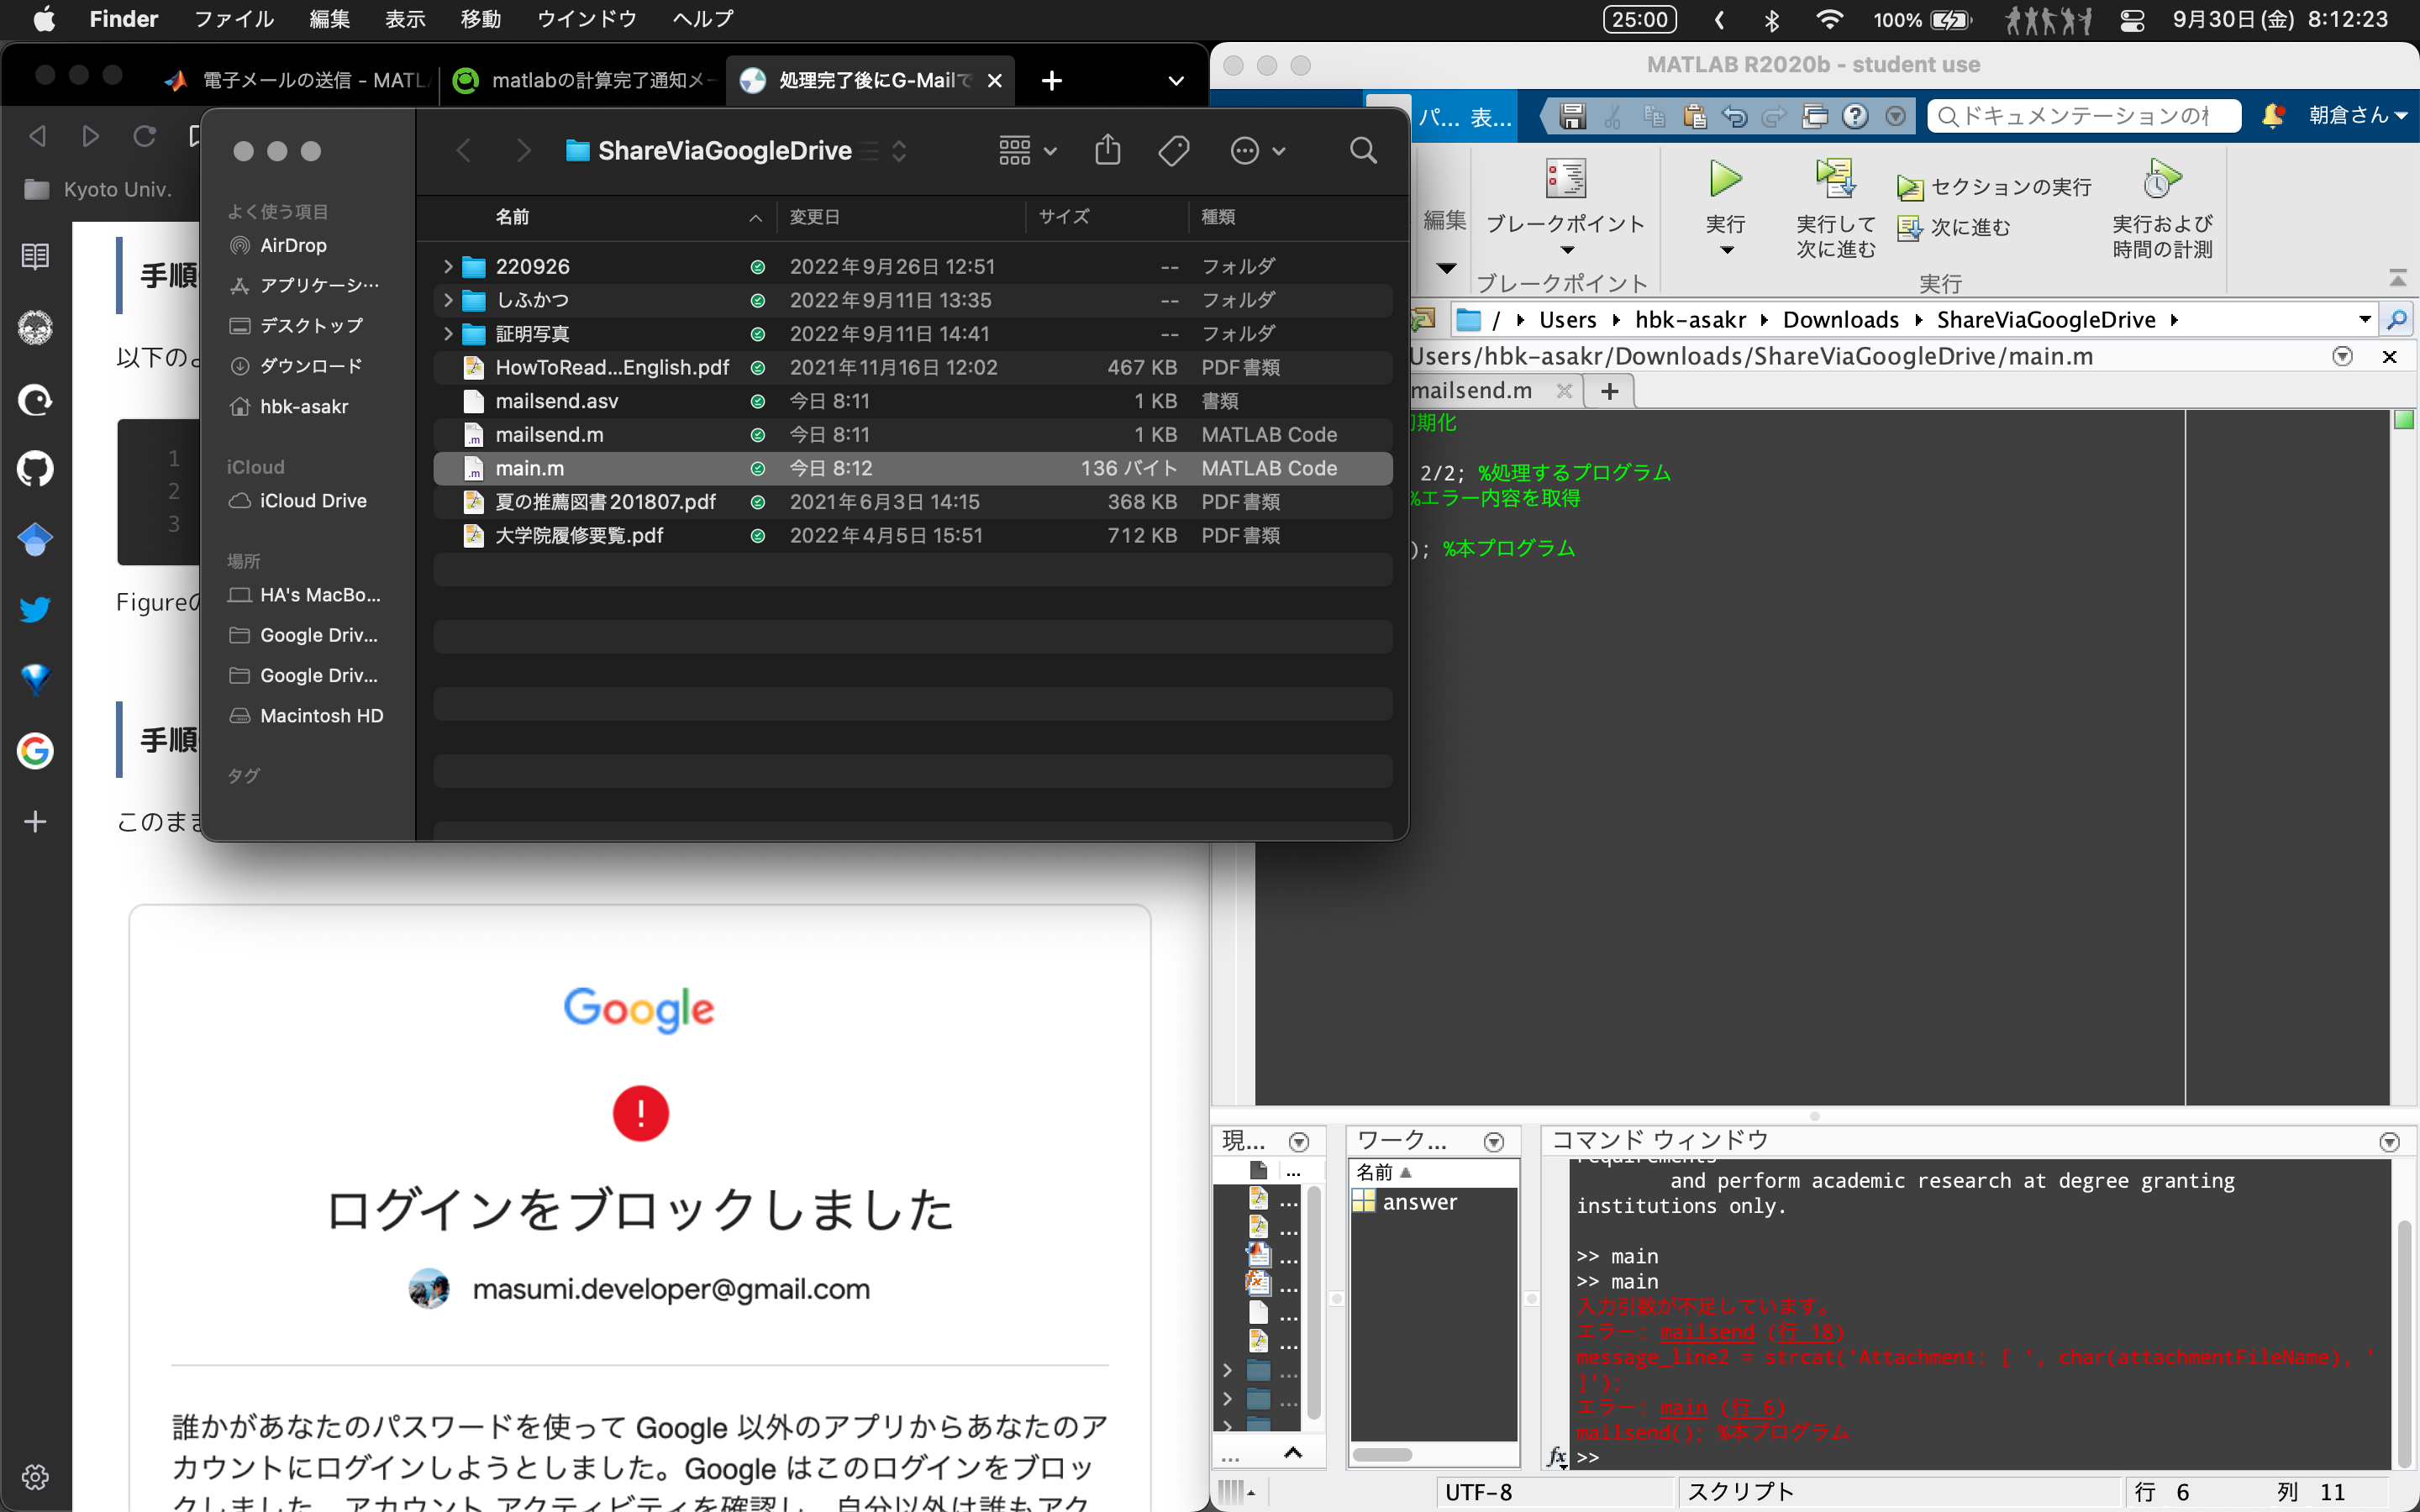 Finder ファイル 編集 表示 移動 ウインドウ ヘルプ 25:00 100% 9月30日(金) 8:12:23
電子メールの送信 - MATL matlabの計算完了通知メー 処理完了後にG-Mailで
Kyoto Univ.
手順
以下の
1
2
3
Figureの
手順
このまま
ShareViaGoogleDrive
よく使う項目
AirDrop
アプリケーシ…
デスクトップ
ダウンロード
hbk-asakr
iCloud
iCloud Drive
場所
HA's MacBo...
Google Driv...
Google Driv...
Macintosh HD
タグ
名前 変更日 サイズ 種類
220926 2022年9月26日 12:51 -- フォルダ
しふかつ 2022年9月11日 13:35 -- フォルダ
証明写真 2022年9月11日 14:41 -- フォルダ
HowToRead...English.pdf 2021年11月16日 12:02 467 KB PDF書類
mailsend.asv 今日 8:11 1 KB 書類
mailsend.m 今日 8:11 1 KB MATLAB Code
main.m 今日 8:12 136 バイト MATLAB Code
夏の推薦図書201807.pdf 2021年6月3日 14:15 368 KB PDF書類
大学院履修要覧.pdf 2022年4月5日 15:51 712 KB PDF書類
Google
!
ログインをブロックしました
masumi.developer@gmail.com
誰かがあなたのパスワードを使って Google 以外のアプリからあなたのア
カウントにログインしようとしました。Google はこのログインをブロッ
クしました。アカウント アクティビティを確認し、自分以外は誰もアク
MATLAB R2020b - student use
パ... 表... ドキュメンテーションの 朝倉さん
編集 ブレークポイント 実行 実行して
次に進む セクションの実行
次に進む 実行および
時間の計測
ブレークポイント 実行
/ Users hbk-asakr Downloads ShareViaGoogleDrive
Users/hbk-asakr/Downloads/ShareViaGoogleDrive/main.m
mailsend.m +
期化
2/2; %処理するプログラム
%エラー内容を取得
); %本プログラム
現... ワーク... コマンド ウィンドウ
名前
answer
requirements
and perform academic research at degree granting
institutions only.
>> main
>> main
入力引数が不足しています。
エラー: mailsend (行 18)
message_line2 = strcat('Attachment: [ ', char(attachmentFileName), '
]');
エラー: main (行 6)
mailsend(); %本プログラム
fx >>
UTF-8 スクリプト 行 6 列 11